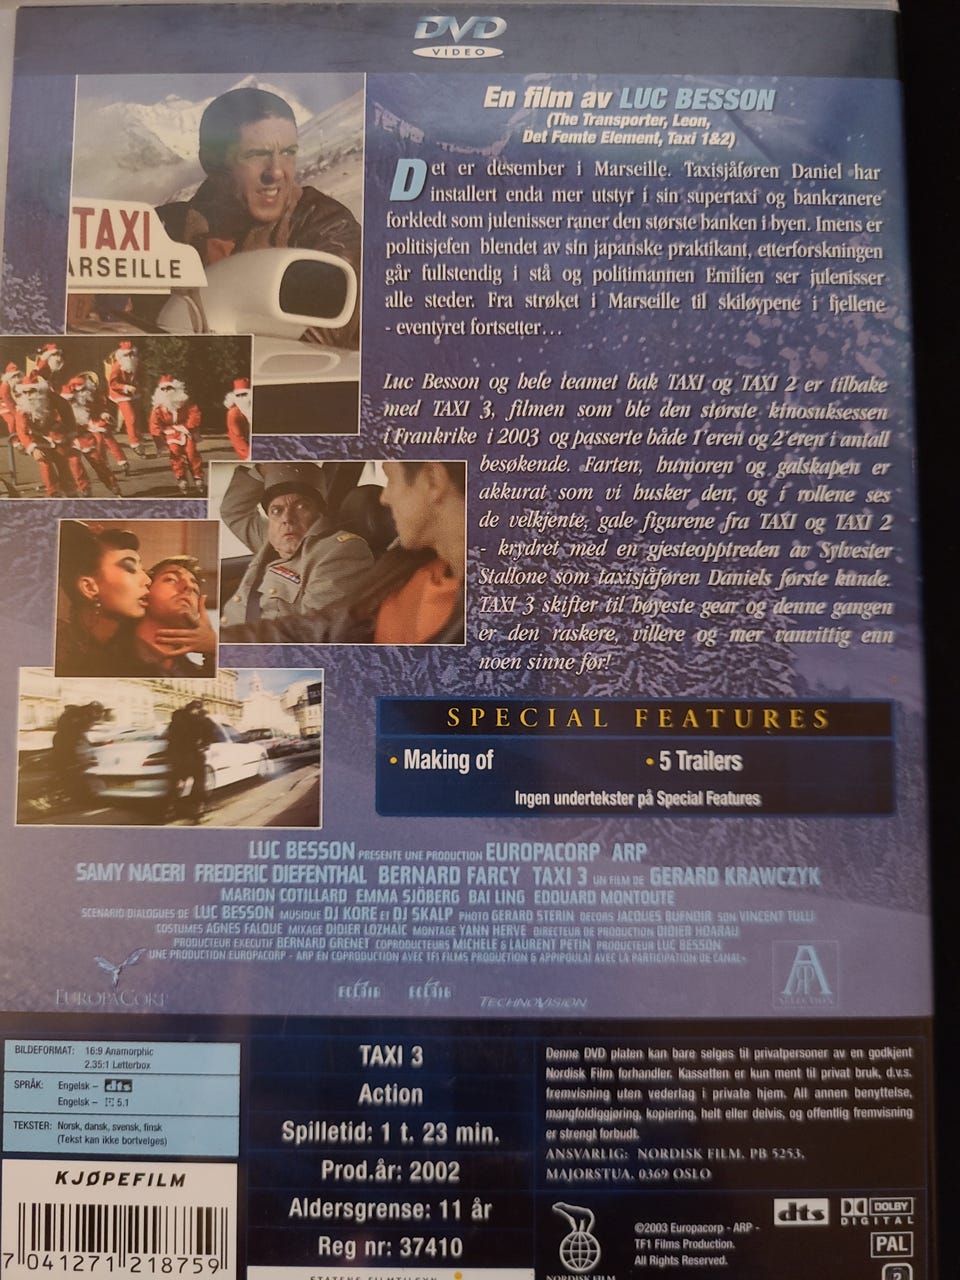 DVD
VIDEO
En film av LUC BESSON
(The Transporter, Leon,
Det Femte Element, Taxi 1&2)
Det er desember i Marseille. Taxisjåføren Daniel har
installert enda mer utstyr i sin supertaxi og bankranere
forkledt som julenisser raner den største banken i byen. Imens er
politisjefen blendet av sin japanske praktikant, etterforskningen
går fullstendig i stå og politimannen Emilien ser julenisser
alle steder. Fra strøket i Marseille til skiløypene i fjellene
- eventyret fortsetter…
TAXI
MARSEILLE
Luc Besson og hele teamet bak TAXI og TAXI 2 er tilbake
med TAXI 3, filmen som ble den største kinosuksessen
i Frankrike i 2003 og passerte både 1'eren og 2'eren i antall
besøkende. Farten, humoren og galskapen er
akkurat som vi husker den, og i rollene ses
de velkjente, gale figurene fra TAXI og TAXI 2
- krydret med en gjesteopptreden av Sylvester
Stallone som taxisjåføren Daniels første kunde.
TAXI 3 skifter til høyeste gear og denne gangen
er den raskere, villere og mer vanvittig enn
noen sinne før!
SPECIAL FEATURES
• Making of
• 5 Trailers
Ingen undertekster på Special Features
LUC BESSON PRESENTE UNE PRODUCTION EUROPACORP ARP
SAMY NACERI FREDERIC DIEFENTHAL BERNARD FARCY TAXI 3 UN FILM DE GERARD KRAWCZYK
MARION COTILLARD EMMA SJÖBERG BAI LING EDOUARD MONTOUTE
SCENARIO DIALOGUES DE LUC BESSON MUSIQUE DJ KORE ET DJ SKALP PHOTO GERARD STERIN DECORS JACQUES BUFNOIR SON VINCENT TULLI
COSTUMES AGNES FALQUE MIXAGE DIDIER LOZHAIC MONTAGE YANN HERVE DIRECTEUR DE PRODUCTION DIDIER HOARAU
PRODUCTEUR EXECUTIF BERNARD GRENET COPRODUCTEURS MICHELE & LAURENT PETIN PRODUCTEUR LUC BESSON
UNE PRODUCTION EUROPACORP - ARP EN COPRODUCTION AVEC TF1 FILMS PRODUCTION & APIPOULAI AVEC LA PARTICIPATION DE CANAL+
EUROPACORP
ECLAIR
ECLAIR
TECHNOVISION
SELECTION
BILDEFORMAT: 16:9 Anamorphic
2.35:1 Letterbox
SPRÅK: Engelsk – dts
Engelsk – 5.1
TEKSTER: Norsk, dansk, svensk, finsk
(Tekst kan ikke bortvelges)
KJØPEFILM
7 041271 218759
TAXI 3
Action
Spilletid: 1 t. 23 min.
Prod.år: 2002
Aldersgrense: 11 år
Reg nr: 37410
STATENS FILMTILSYN
Denne DVD platen kan bare selges til privatpersoner av en godkjent
Nordisk Film forhandler. Kassetten er kun ment til privat bruk, d.v.s.
fremvisning uten vederlag i private hjem. All annen benyttelse,
mangfoldiggjøring, kopiering, helt eller delvis, og offentlig fremvisning
er strengt forbudt.
ANSVARLIG: NORDISK FILM, PB 5253,
MAJORSTUA, 0369 OSLO
NORDISK FILM
©2003 Europacorp - ARP -
TF1 Films Production.
All Rights Reserved.
dts
DOLBY
DIGITAL
PAL
2